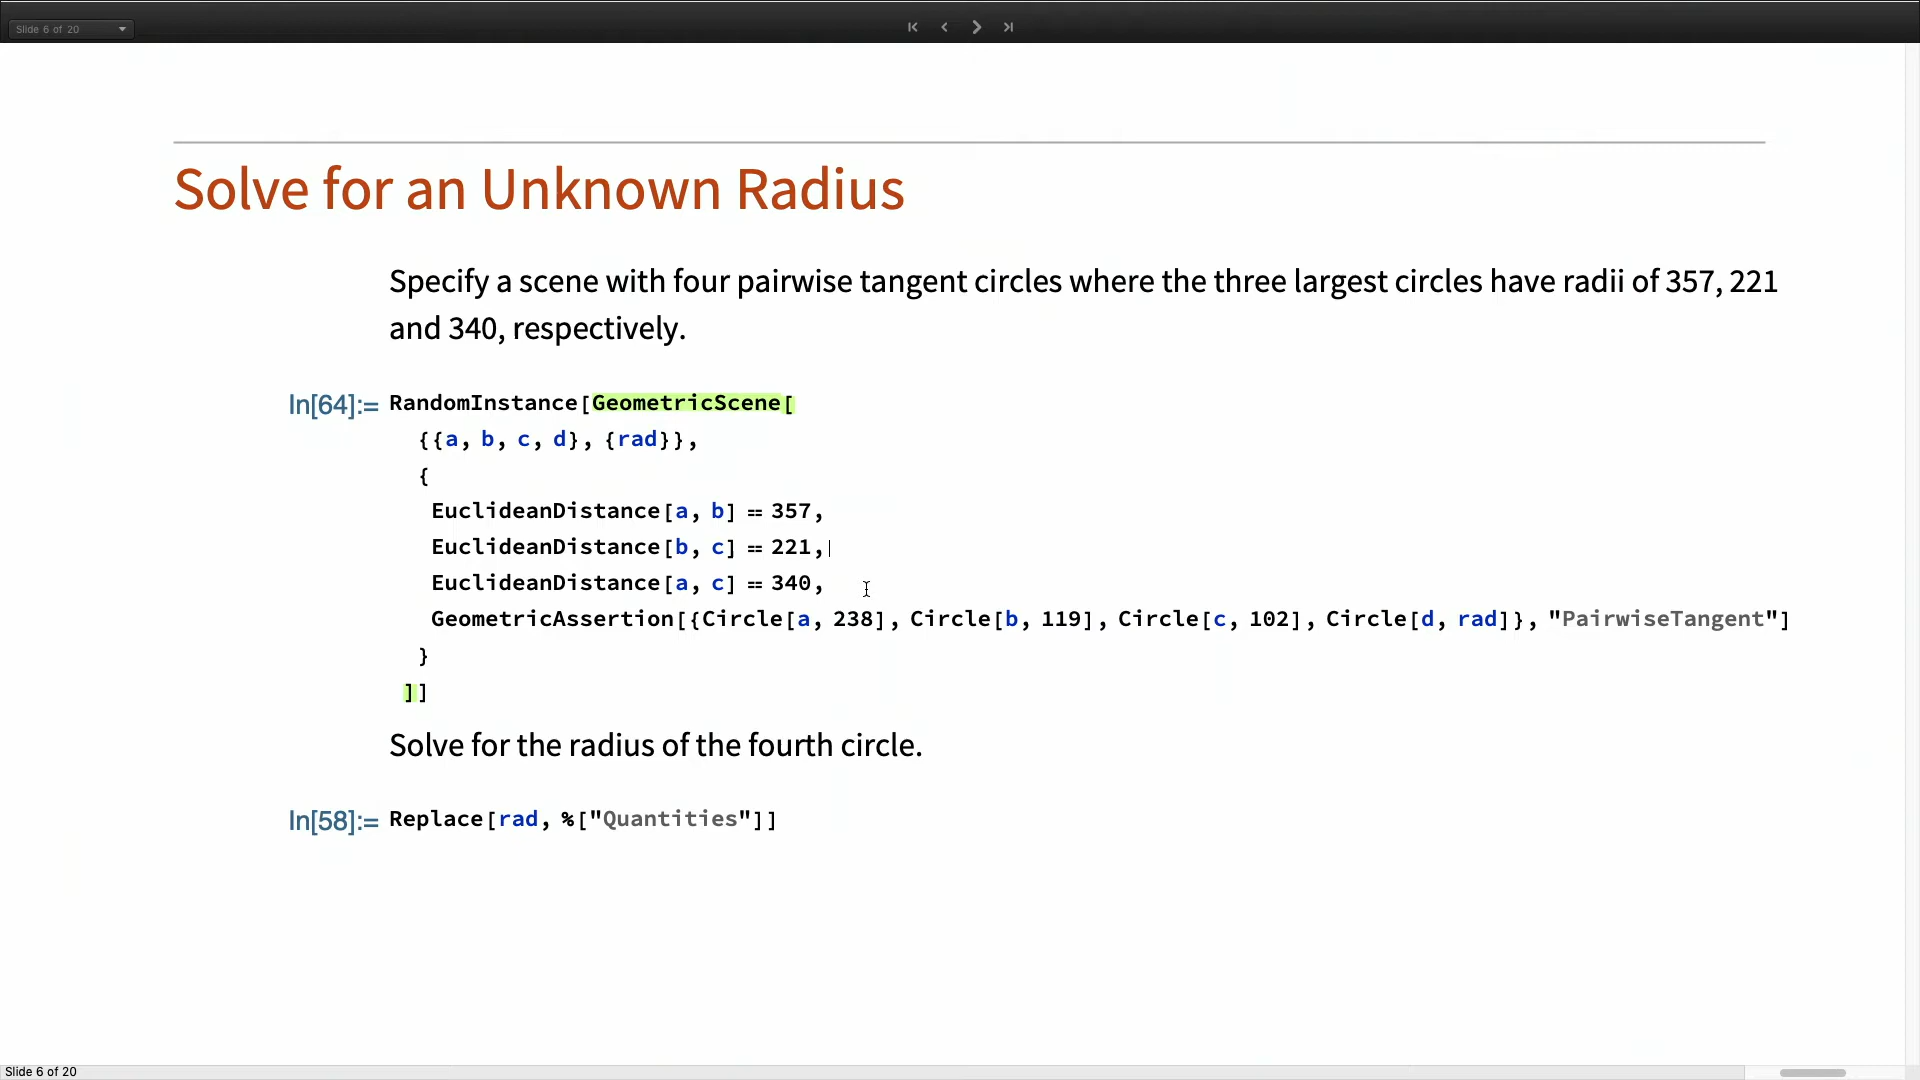 Slide 6 of 20
Solve for an Unknown Radius
Specify a scene with four pairwise tangent circles where the three largest circles have radii of 357, 221
and 340, respectively.
In[64]:= RandomInstance[GeometricScene[
{{a, b, c, d}, {rad}},
{
EuclideanDistance[a, b] == 357,
EuclideanDistance[b, c] == 221,
EuclideanDistance[a, c] == 340,
GeometricAssertion[{Circle[a, 238], Circle[b, 119], Circle[c, 102], Circle[d, rad]}, "PairwiseTangent"]
}
]]
Solve for the radius of the fourth circle.
In[58]:= Replace[rad, %["Quantities"]]
Slide 6 of 20